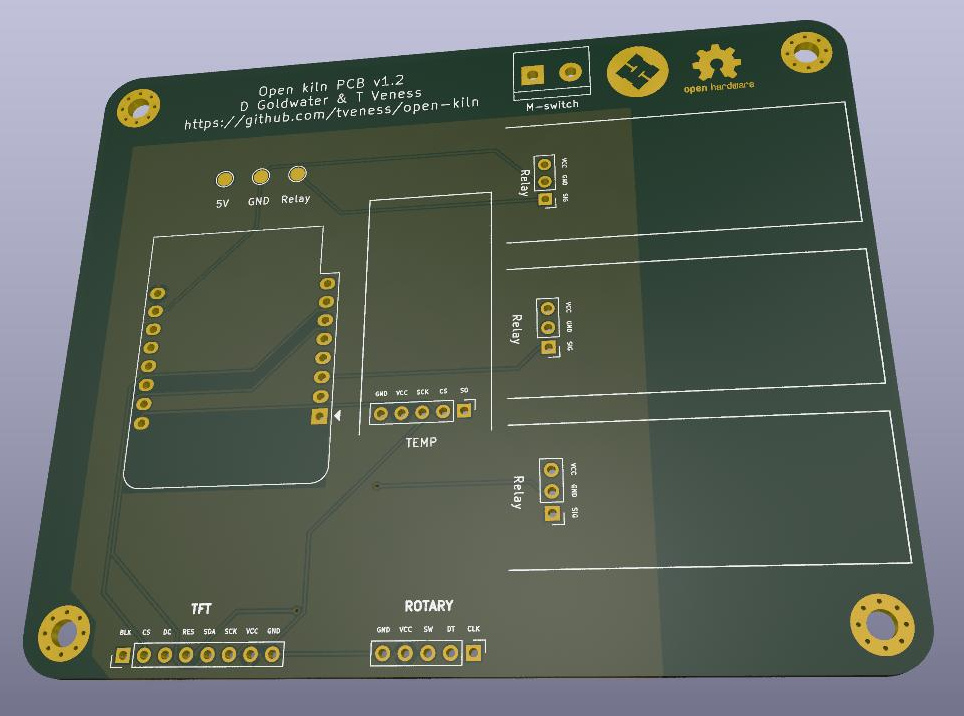 Open kiln PCB v1.2
D Goldwater & T Veness
https://github.com/tveness/open-kiln
M-switch
open hardware
5V GND Relay
Relay
VCC
GND
SIG
Relay
VCC
GND
SIG
GND VCC SCK CS SO
TEMP
Relay
VCC
GND
SIG
TFT
BLK CS DC RES SDA SCK VCC GND
ROTARY
GND VCC SW DT CLK